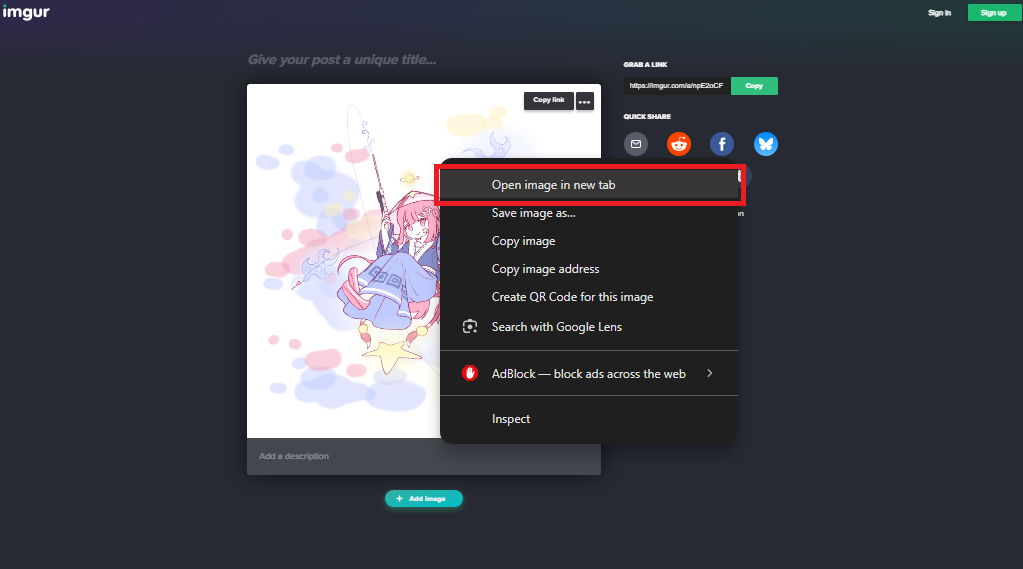 imgur
Sign in
Sign up
Give your post a unique title...
GRAB A LINK
https://imgur.com/a/npE2oCF
Copy
QUICK SHARE
Copy link
Open image in new tab
Save image as...
Copy image
Copy image address
Create QR Code for this image
Search with Google Lens
AdBlock — block ads across the web
Inspect
Add a description
Add image